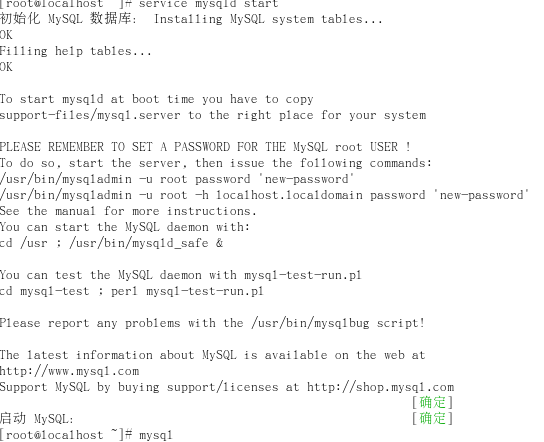 [root@localhost ~]# service mysqld start
初始化 MySQL 数据库： Installing MySQL system tables...
OK
Filling help tables...
OK
To start mysqld at boot time you have to copy
support-files/mysql.server to the right place for your system
PLEASE REMEMBER TO SET A PASSWORD FOR THE MySQL root USER !
To do so, start the server, then issue the following commands:
/usr/bin/mysqladmin -u root password 'new-password'
/usr/bin/mysqladmin -u root -h localhost.localdomain password 'new-password'
See the manual for more instructions.
You can start the MySQL daemon with:
cd /usr ; /usr/bin/mysqld_safe &
You can test the MySQL daemon with mysql-test-run.pl
cd mysql-test ; perl mysql-test-run.pl
Please report any problems with the /usr/bin/mysqlbug script!
The latest information about MySQL is available on the web at
http://www.mysql.com
Support MySQL by buying support/licenses at http://shop.mysql.com
[确定]
启动 MySQL: [确定]
[root@localhost ~]# mysql